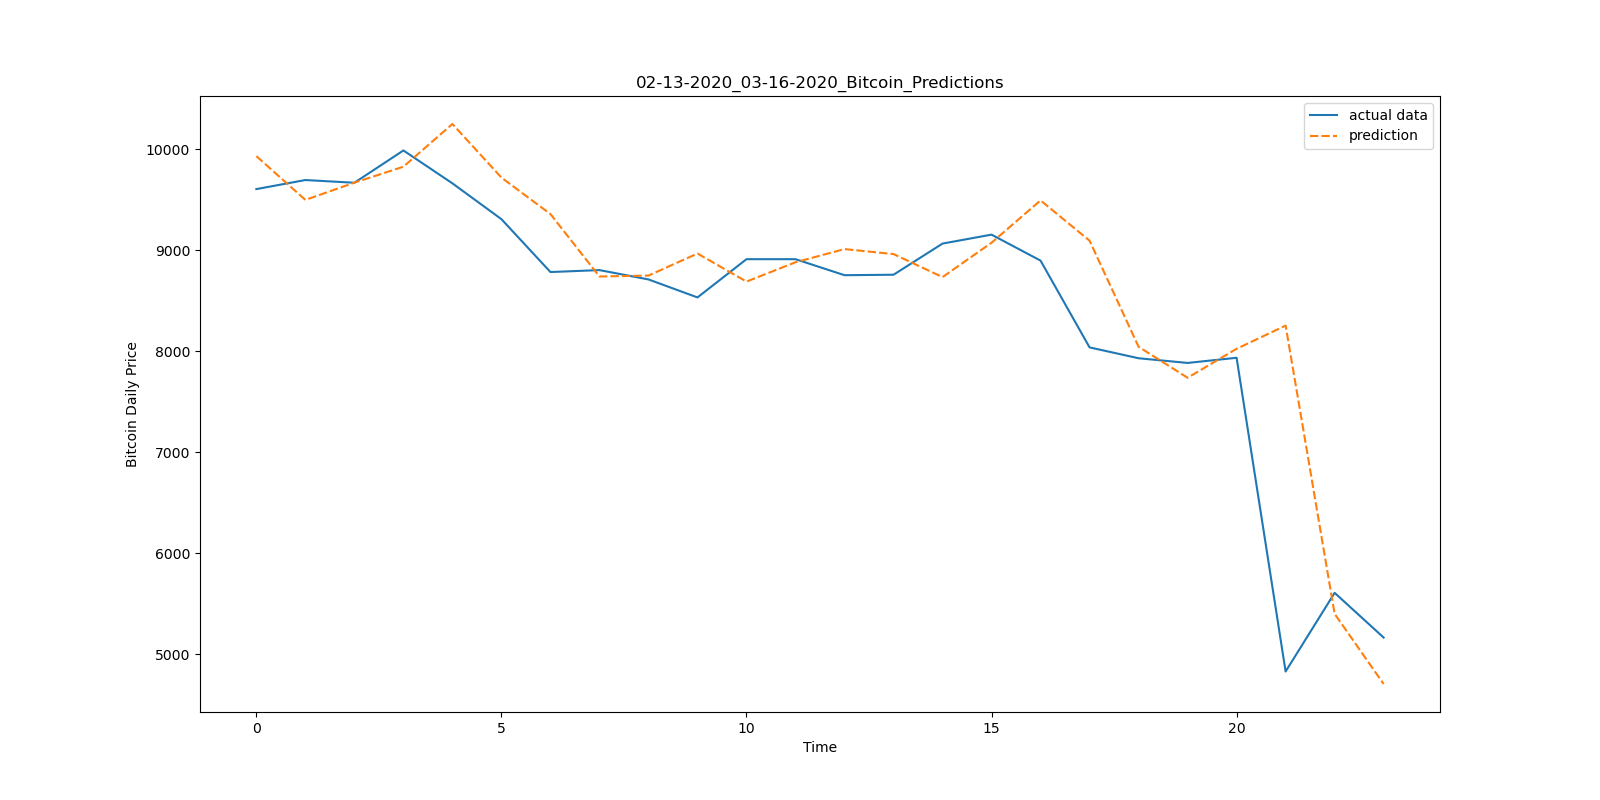 02-13-2020_03-16-2020_Bitcoin_Predictions
actual data
prediction
10000
9000
8000
7000
6000
5000
Bitcoin Daily Price
0 5 10 15 20
Time